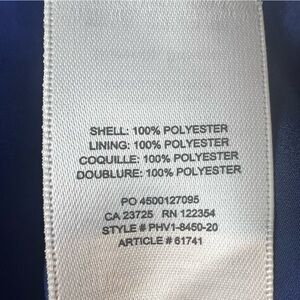 SHELL: 100% POLYESTER
LINING: 100% POLYESTER
COQUILLE: 100% POLYESTER
DOUBLURE: 100% POLYESTER
PO 4500127095
CA 23725 RN 122354
STYLE # PHV1-8450-20
ARTICLE # 61741